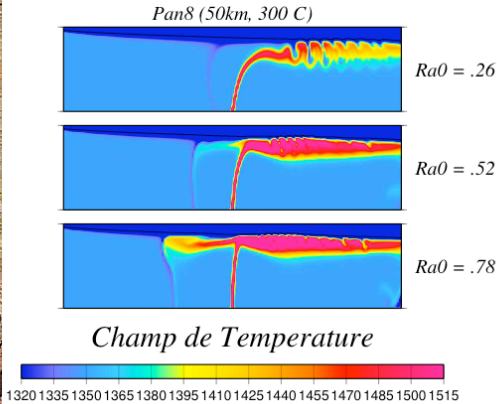 Pan8 (50km, 300 C)
Ra0 = .26
Ra0 = .52
Ra0 = .78
Champ de Temperature
1320 1335 1350 1365 1380 1395 1410 1425 1440 1455 1470 1485 1500 1515